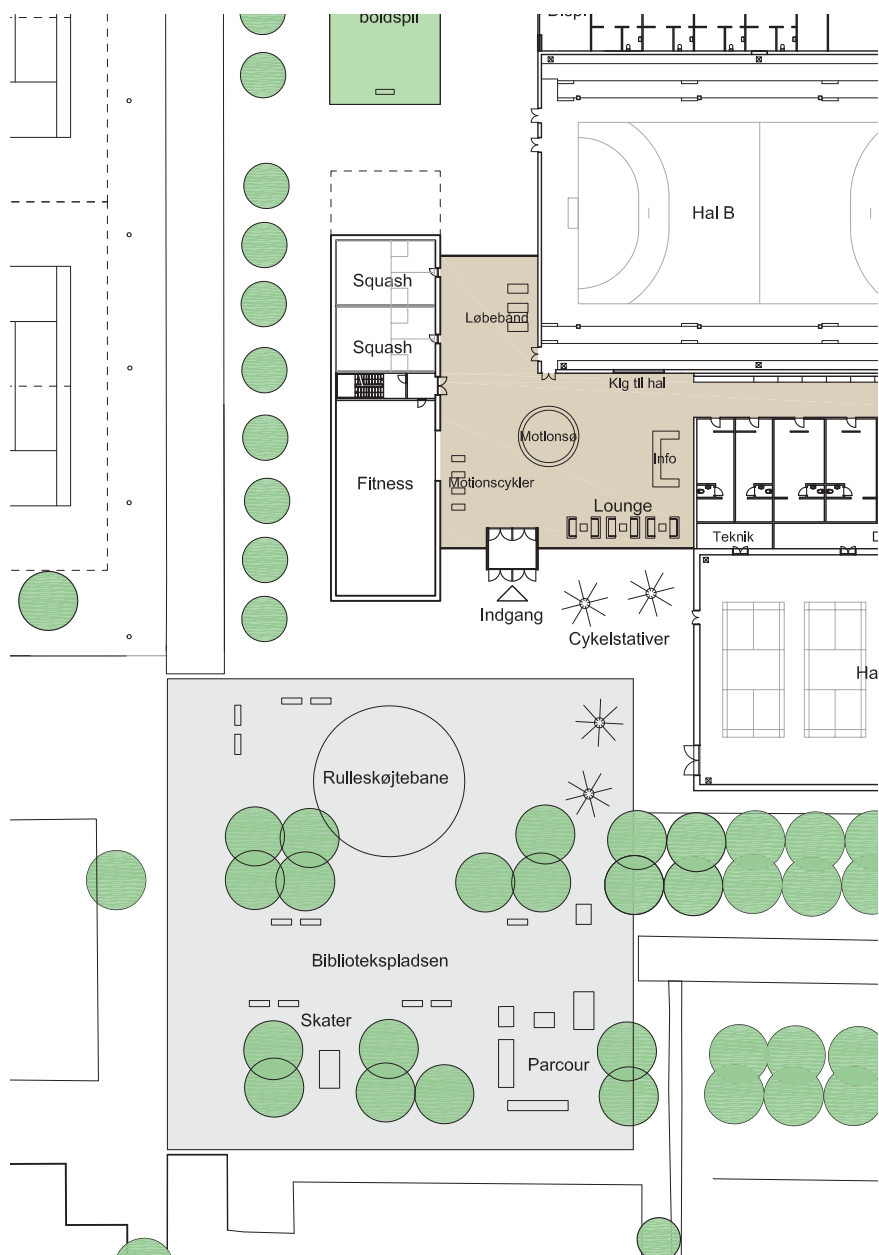 boldspil
Hal B
Squash
Løbebånd
Squash
Kig til hal
Motionsø
Info
Fitness
Motionscykler
Lounge
Teknik
Indgang
Cykelstativer
Rulleskøjtebane
Bibliotekspladsen
Skater
Parcour